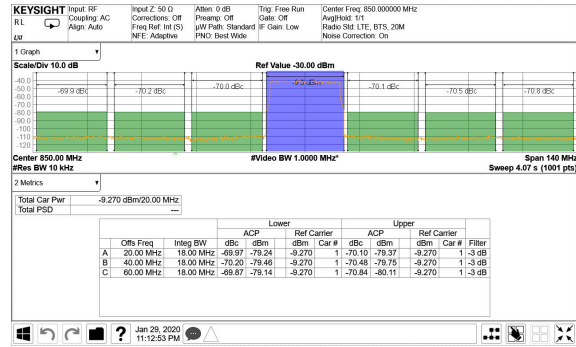 KEYSIGHT Input: RF Input Z: 50 Ω Atten: 0 dB Trig: Free Run Center Freq: 850.000000 MHz
R L Coupling: AC Corrections: Off Preamp: Off Gate: Off Avg|Hold: 1/1
Align: Auto Freq Ref: Int (S) µW Path: Standard IF Gain: Low Radio Std: LTE, BTS, 20M
LXI NFE: Adaptive PNO: Best Wide Noise Correction: On
1 Graph
Scale/Div 10.0 dB Ref Value -30.00 dBm
-40.0
-50.0
-60.0
-70.0
-80.0
-90.0
-100
-110
-120
-69.9 dBc -70.2 dBc -70.0 dBc -70.1 dBc -70.5 dBc -70.8 dBc
Center 850.00 MHz #Video BW 1.0000 MHz* Span 140 MHz
#Res BW 10 kHz Sweep 4.07 s (1001 pts)
2 Metrics
Total Car Pwr -9.270 dBm/20.00 MHz
Total PSD ---
Lower Upper
ACP Ref Carrier ACP Ref Carrier
Offs Freq Integ BW dBc dBm dBm Car # dBc dBm dBm Car # Filter
A 20.00 MHz 18.00 MHz -69.97 -79.24 -9.270 1 -70.10 -79.37 -9.270 1 -3 dB
B 40.00 MHz 18.00 MHz -70.20 -79.46 -9.270 1 -70.48 -79.75 -9.270 1 -3 dB
C 60.00 MHz 18.00 MHz -69.87 -79.14 -9.270 1 -70.84 -80.11 -9.270 1 -3 dB
? Jan 29, 2020
11:12:53 PM